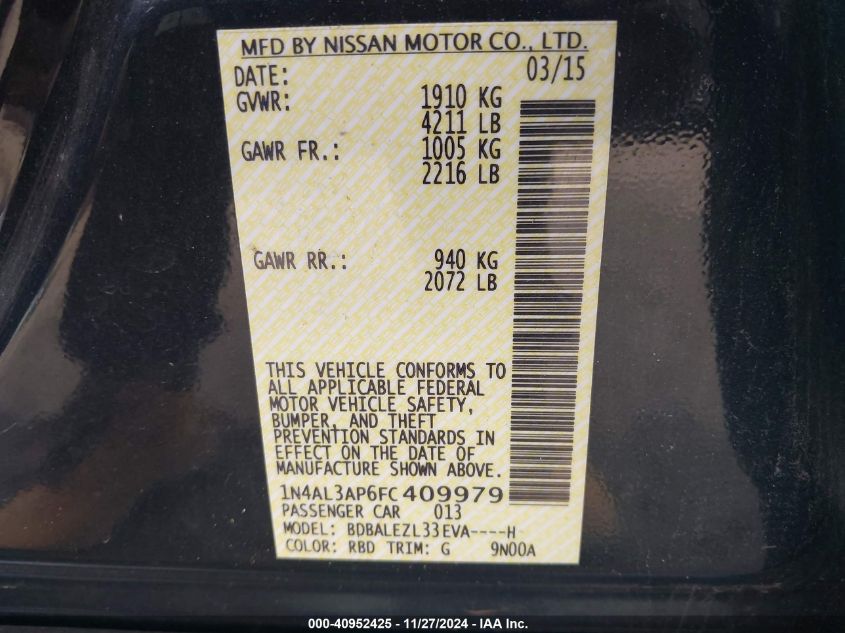 MFD BY NISSAN MOTOR CO., LTD.
DATE: 03/15
GVWR: 1910 KG
4211 LB
GAWR FR.: 1005 KG
2216 LB
GAWR RR.: 940 KG
2072 LB
THIS VEHICLE CONFORMS TO
ALL APPLICABLE FEDERAL
MOTOR VEHICLE SAFETY,
BUMPER, AND THEFT
PREVENTION STANDARDS IN
EFFECT ON THE DATE OF
MANUFACTURE SHOWN ABOVE.
1N4AL3AP6FC409979
PASSENGER CAR 013
MODEL: BDBALEZL33EVA----H
COLOR: RBD TRIM: G 9N00A
000-40952425 - 11/27/2024 - IAA Inc.